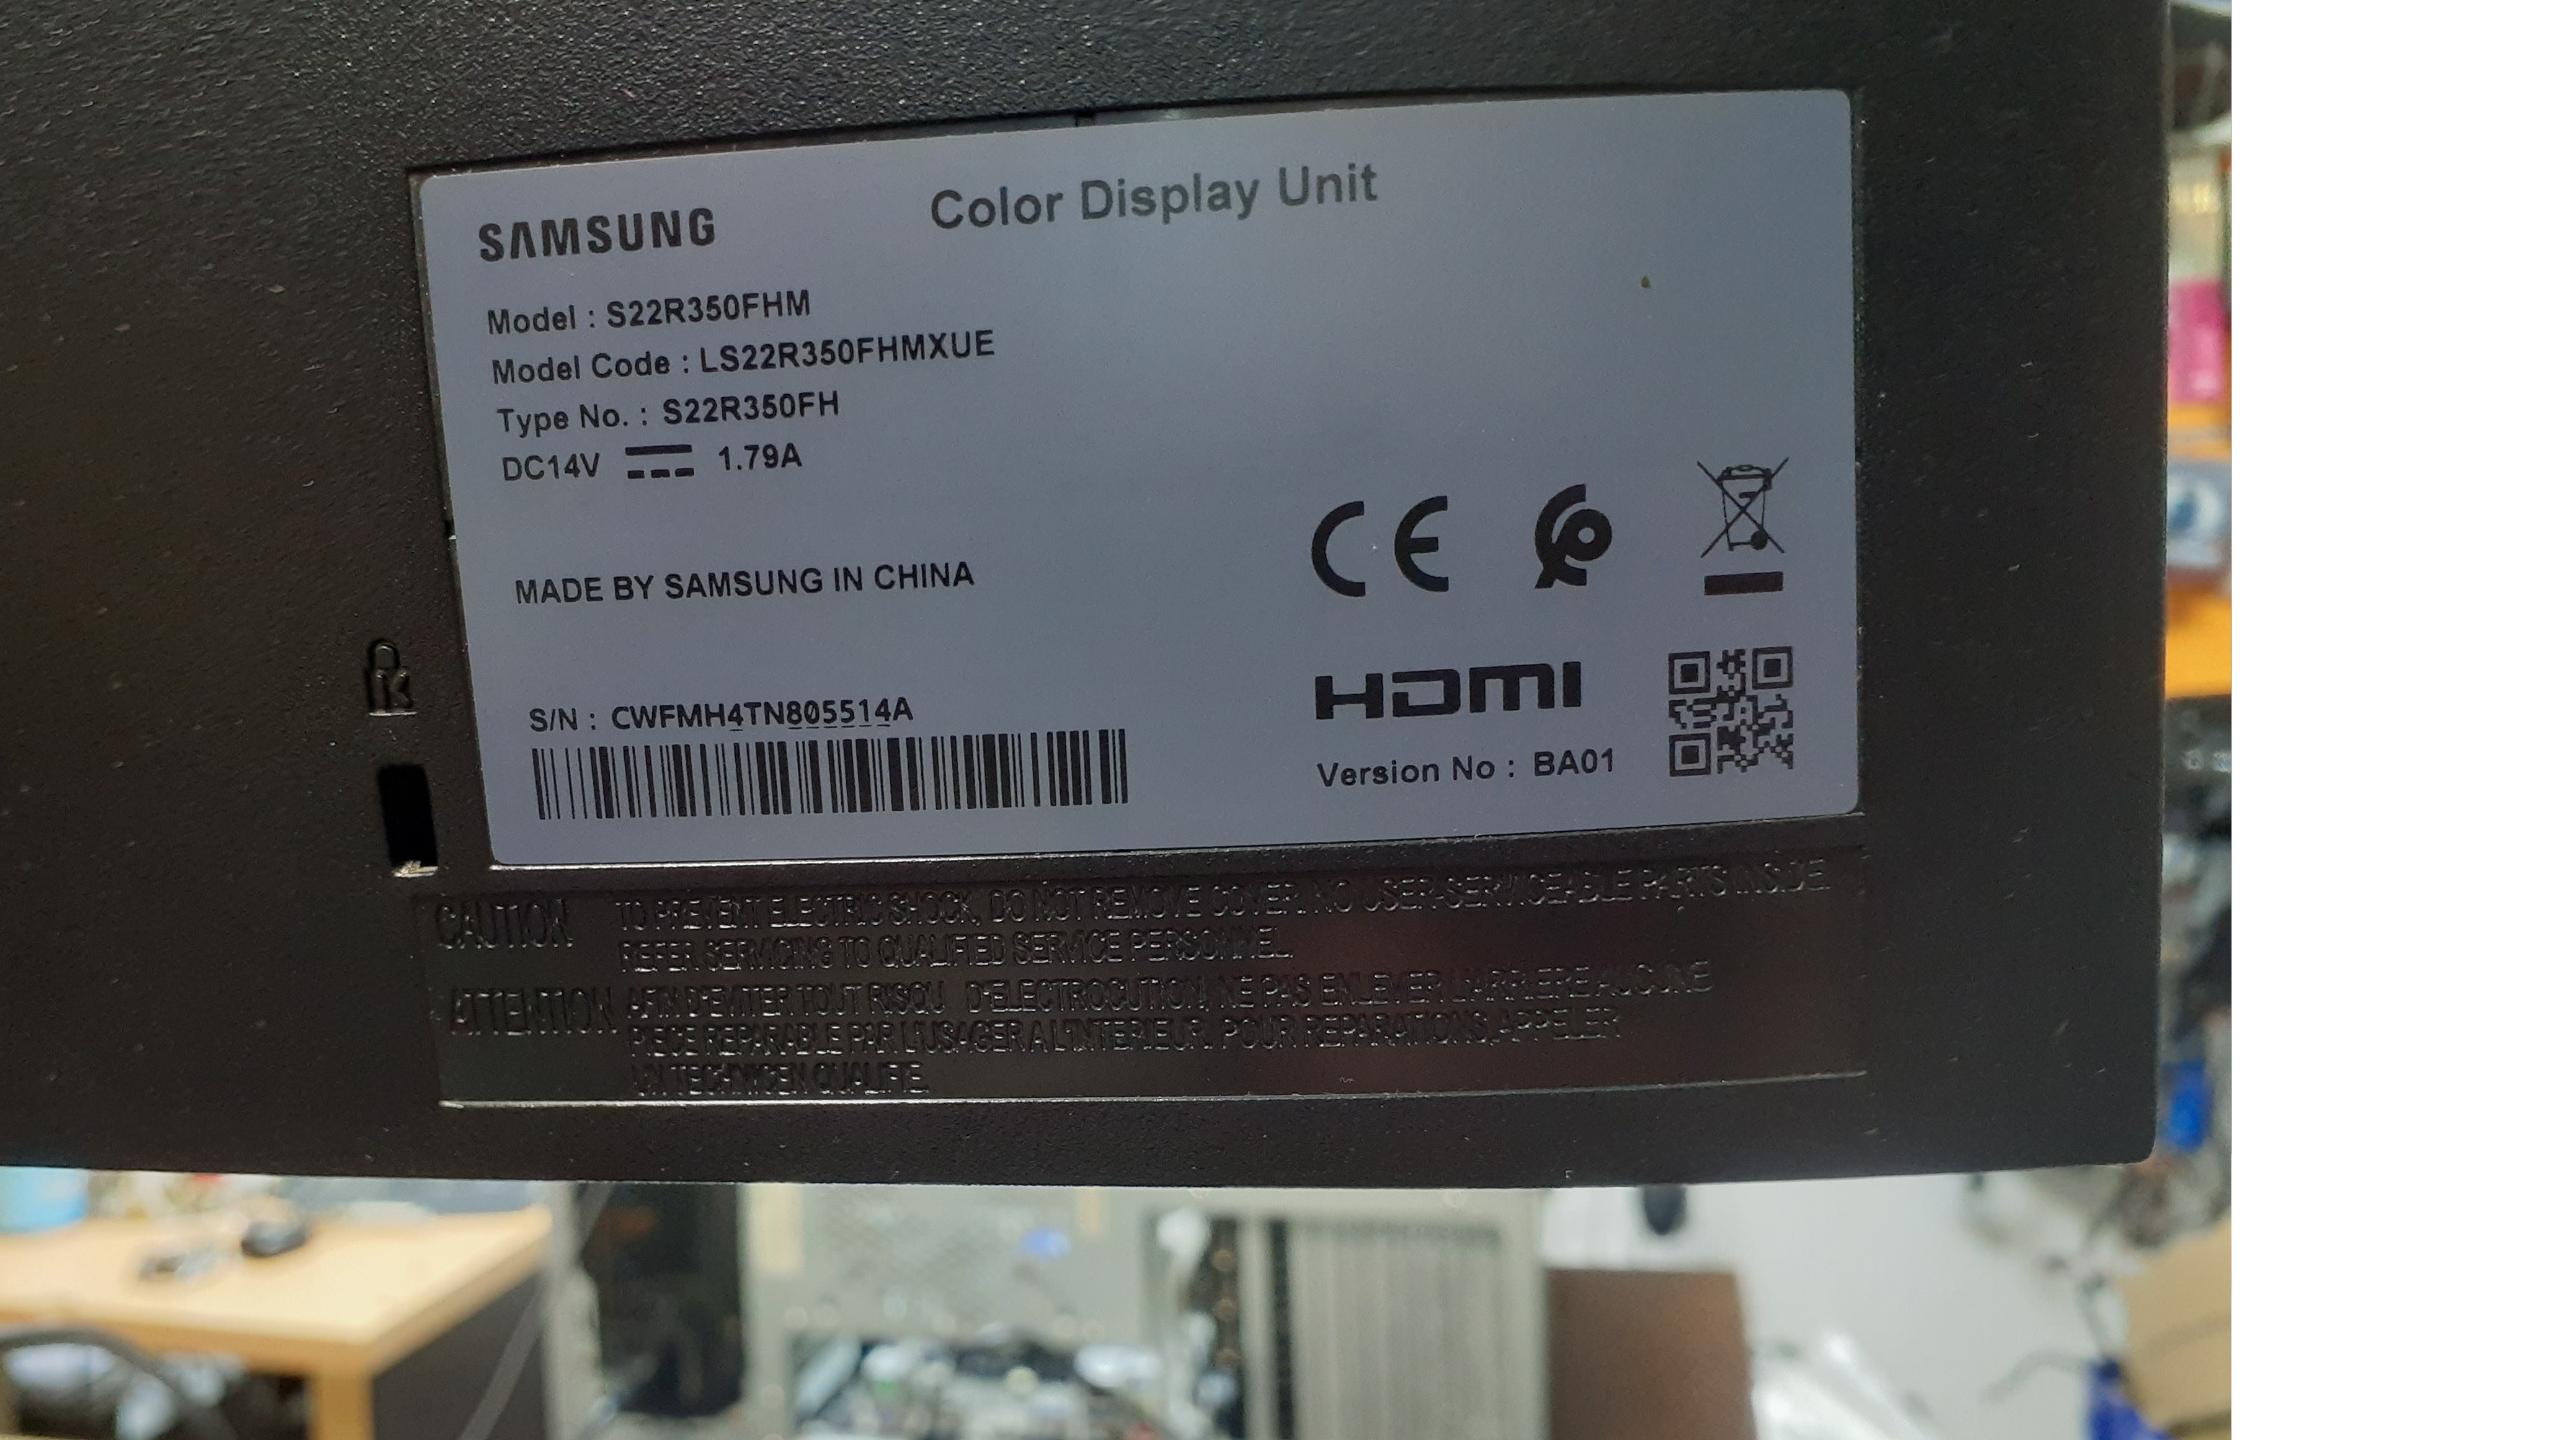 SAMSUNG
Color Display Unit
Model : S22R350FHM
Model Code : LS22R350FHMXUE
Type No. : S22R350FH
DC14V 1.79A
CE
MADE BY SAMSUNG IN CHINA
S/N : CWFMH4TN805514A
HDMI
Version No : BA01
CAUTION TO PREVENT ELECTRIC SHOCK, DO NOT REMOVE COVER. NO USER-SERVICEABLE PARTS INSIDE.
REFER SERVICING TO QUALIFIED SERVICE PERSONNEL.
ATTENTION AFIN D'EVITER TOUT RISQU D'ELECTROCUTION, NE PAS ENLEVER L'ARRIERE AUCUNE
PIECE REPARABLE PAR L'USAGER A L'INTERIEUR. POUR REPARATIONS, APPELER
UN TECHNICEN QUALIFIE.